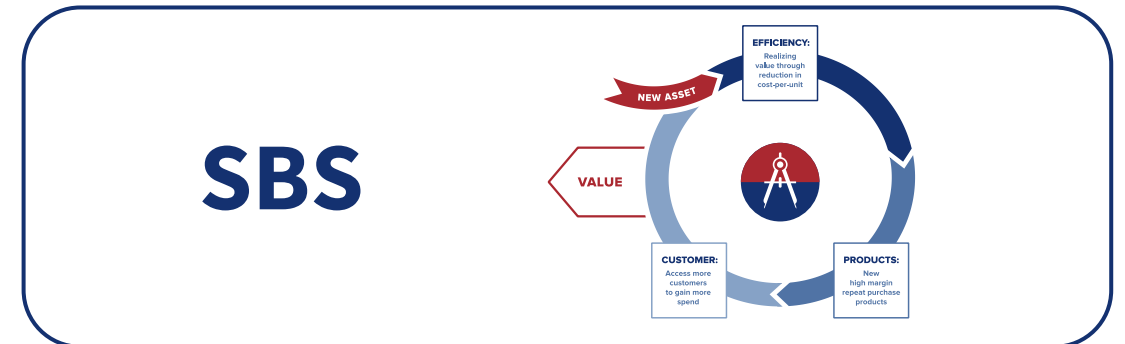 SBS
NEW ASSET
EFFICIENCY:
Realizing
value through
reduction in
cost-per-unit
VALUE
CUSTOMER:
Access more
customers
to gain more
spend
PRODUCTS:
New
high margin
repeat purchase
products